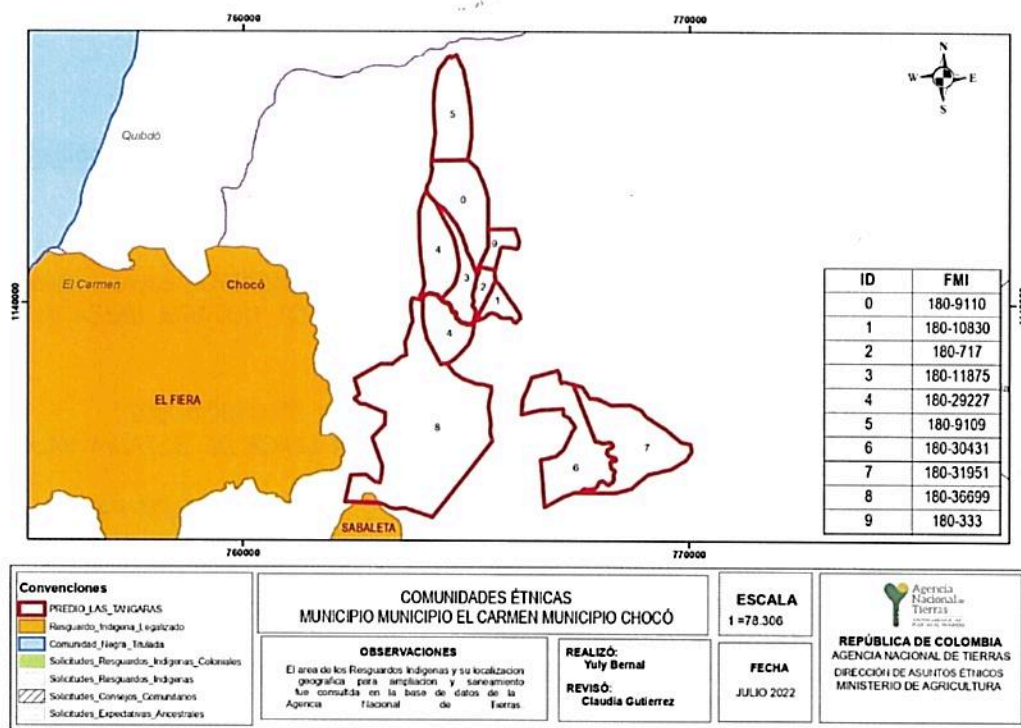 760000
770000
N
W
E
S
Quibdó
5
0
9
4
3
2
1
4
El Carmen
Chocó
1140000
EL FIERA
8
7
6
SABALETA
ID FMI
0 180-9110
1 180-10830
2 180-717
3 180-11875
4 180-29227
5 180-9109
6 180-30431
7 180-31951
8 180-36699
9 180-333
760000
770000
Convenciones
PREDIO_LAS_TANGARAS
Resguardo_Indigena_Legalizado
Comunidad_Negra_Titulada
Solicitudes_Resguardos_Indigenas_Coloniales
Solicitudes_Resguardos_Indigenas
Solicitudes_Consejos_Comunitarios
Solicitudes_Expectativas_Ancestrales
COMUNIDADES ÉTNICAS
MUNICIPIO MUNICIPIO EL CARMEN MUNICIPIO CHOCÓ
OBSERVACIONES
El area de los Resguardos Indigenas y su localizacion
geografica para ampliacion y saneamiento
fue consultda en la base de datos de la
Agencia Nacional de Tierras
REALIZÓ:
Yuly Bernal
REVISÓ:
Claudia Gutierrez
ESCALA
1 =78.306
FECHA
JULIO 2022
Agencia
Nacional de
Tierras
REPÚBLICA DE COLOMBIA
AGENCIA NACIONAL DE TIERRAS
DIRECCIÓN DE ASUNTOS ÉTNICOS
MINISTERIO DE AGRICULTURA